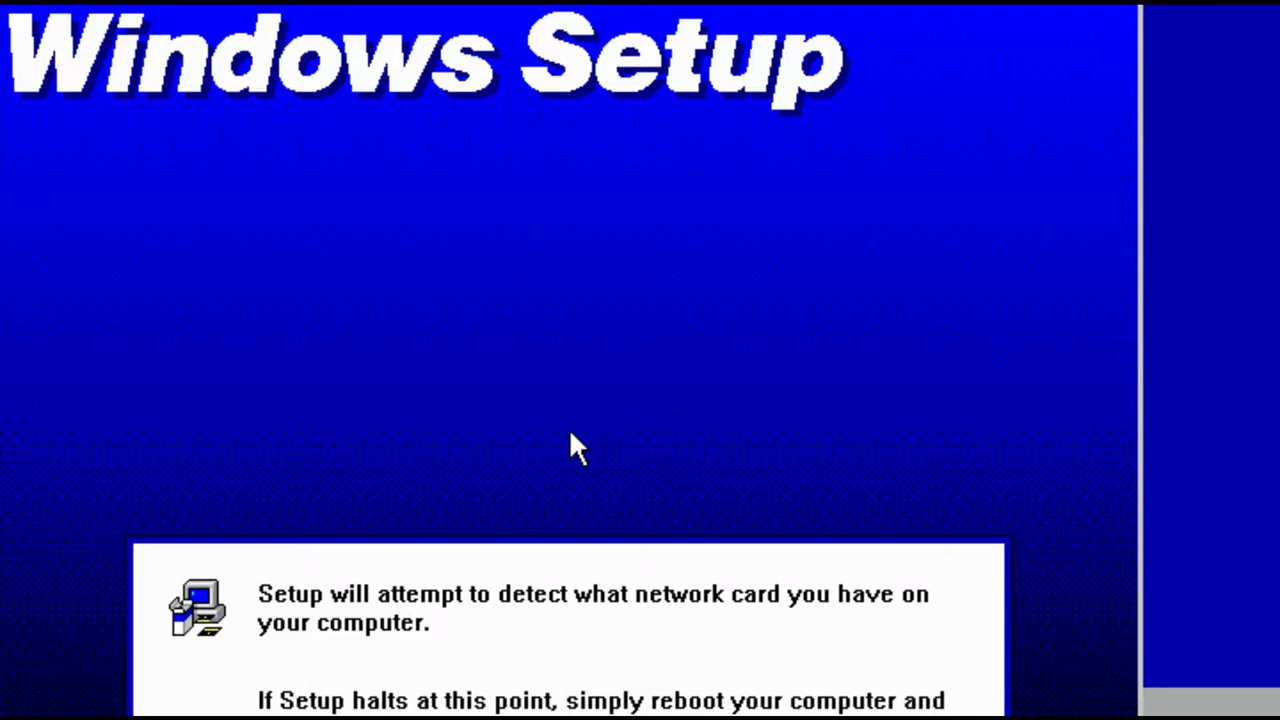 Windows Setup
Setup will attempt to detect what network card you have on
your computer.
If Setup halts at this point, simply reboot your computer and